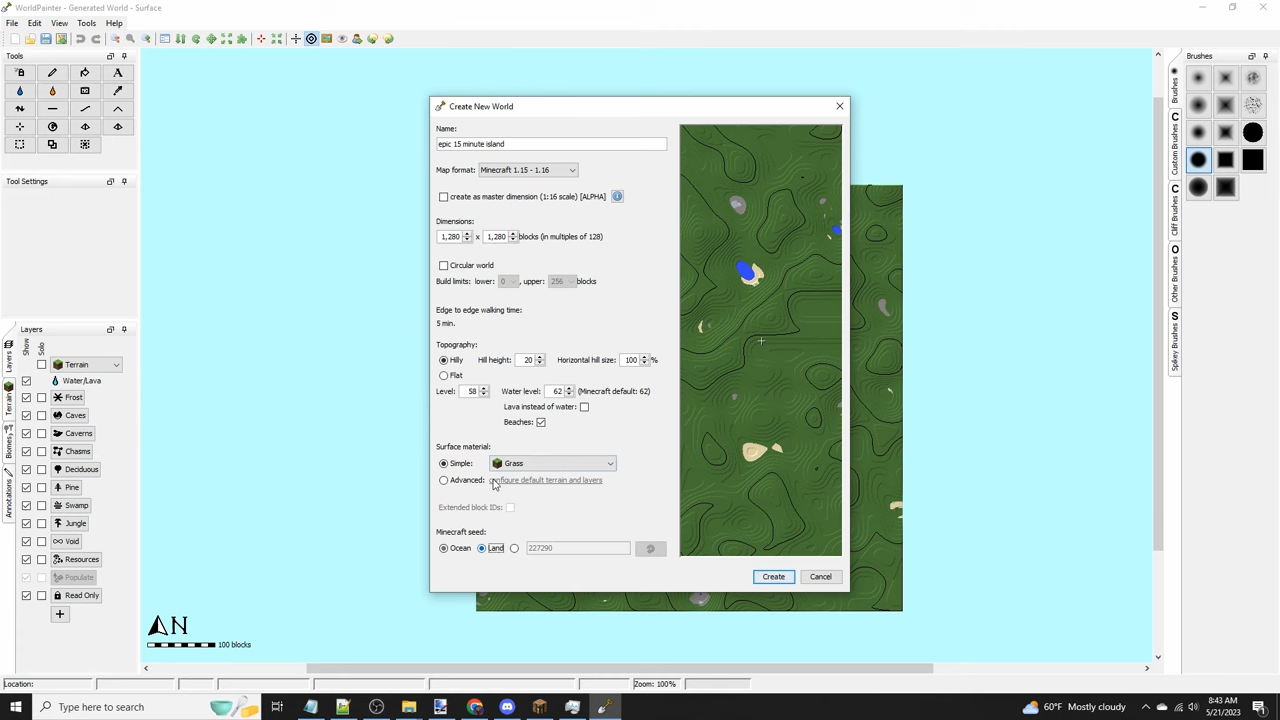 WorldPainter - Generated World - Surface
File Edit View Tools Help
Tools
Brushes
A
Tool Settings
Layers
Show
Solo
Terrain
Water/Lava
Frost
Caves
Caverns
Chasms
Deciduous
Pine
Swamp
Jungle
Void
Resources
Populate
Read Only
Layers
Terrain
Biomes
Annotations
Create New World
Name:
epic 15 minute island
Map format: Minecraft 1.15 - 1.16
create as master dimension (1:16 scale) [ALPHA]
Dimensions:
1,280 x 1,280 blocks (in multiples of 128)
Circular world
Build limits: lower: 0 , upper: 256 blocks
Edge to edge walking time:
5 min.
Topography:
Hilly Hill height: 20 Horizontal hill size: 100 %
Flat
Level: 58 Water level: 62 (Minecraft default: 62)
Lava instead of water:
Beaches:
Surface material:
Simple: Grass
Advanced: configure default terrain and layers
Extended block IDs:
Minecraft seed:
Ocean Land 227290
Create Cancel
Brushes
Custom Brushes
Cliff Brushes
Other Brushes
Spikey Brushes
N
100 blocks
Location: Zoom: 100%
Type here to search
60°F Mostly cloudy
8:43 AM
5/21/2023